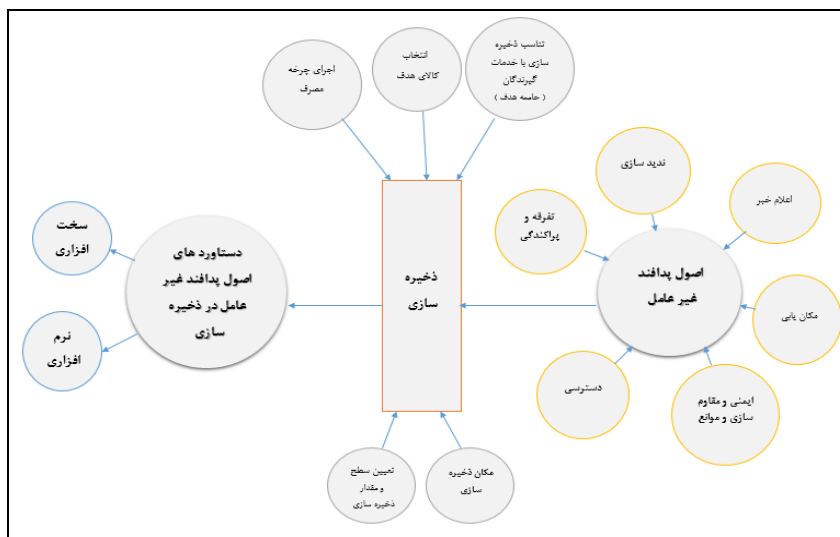 تناسب ذخیره
سازی با خدمات
گیرندگان
( جامعه هدف )
انتخاب
کالای هدف
اجرای چرخه
مصرف
ندید سازی
اعلام خبر
تفرقه و
پراکندگی
اصول پدافند
غیر عامل
مکان یابی
دسترسی
ایمنی و مقاوم
سازی و موانع
ذخیره
سازی
مکان ذخیره
سازی
تعیین سطح
و مقدار
ذخیره سازی
دستاورد های
اصول پدافند غیر
عامل در ذخیره
سازی
سخت
افزاری
نرم
افزاری